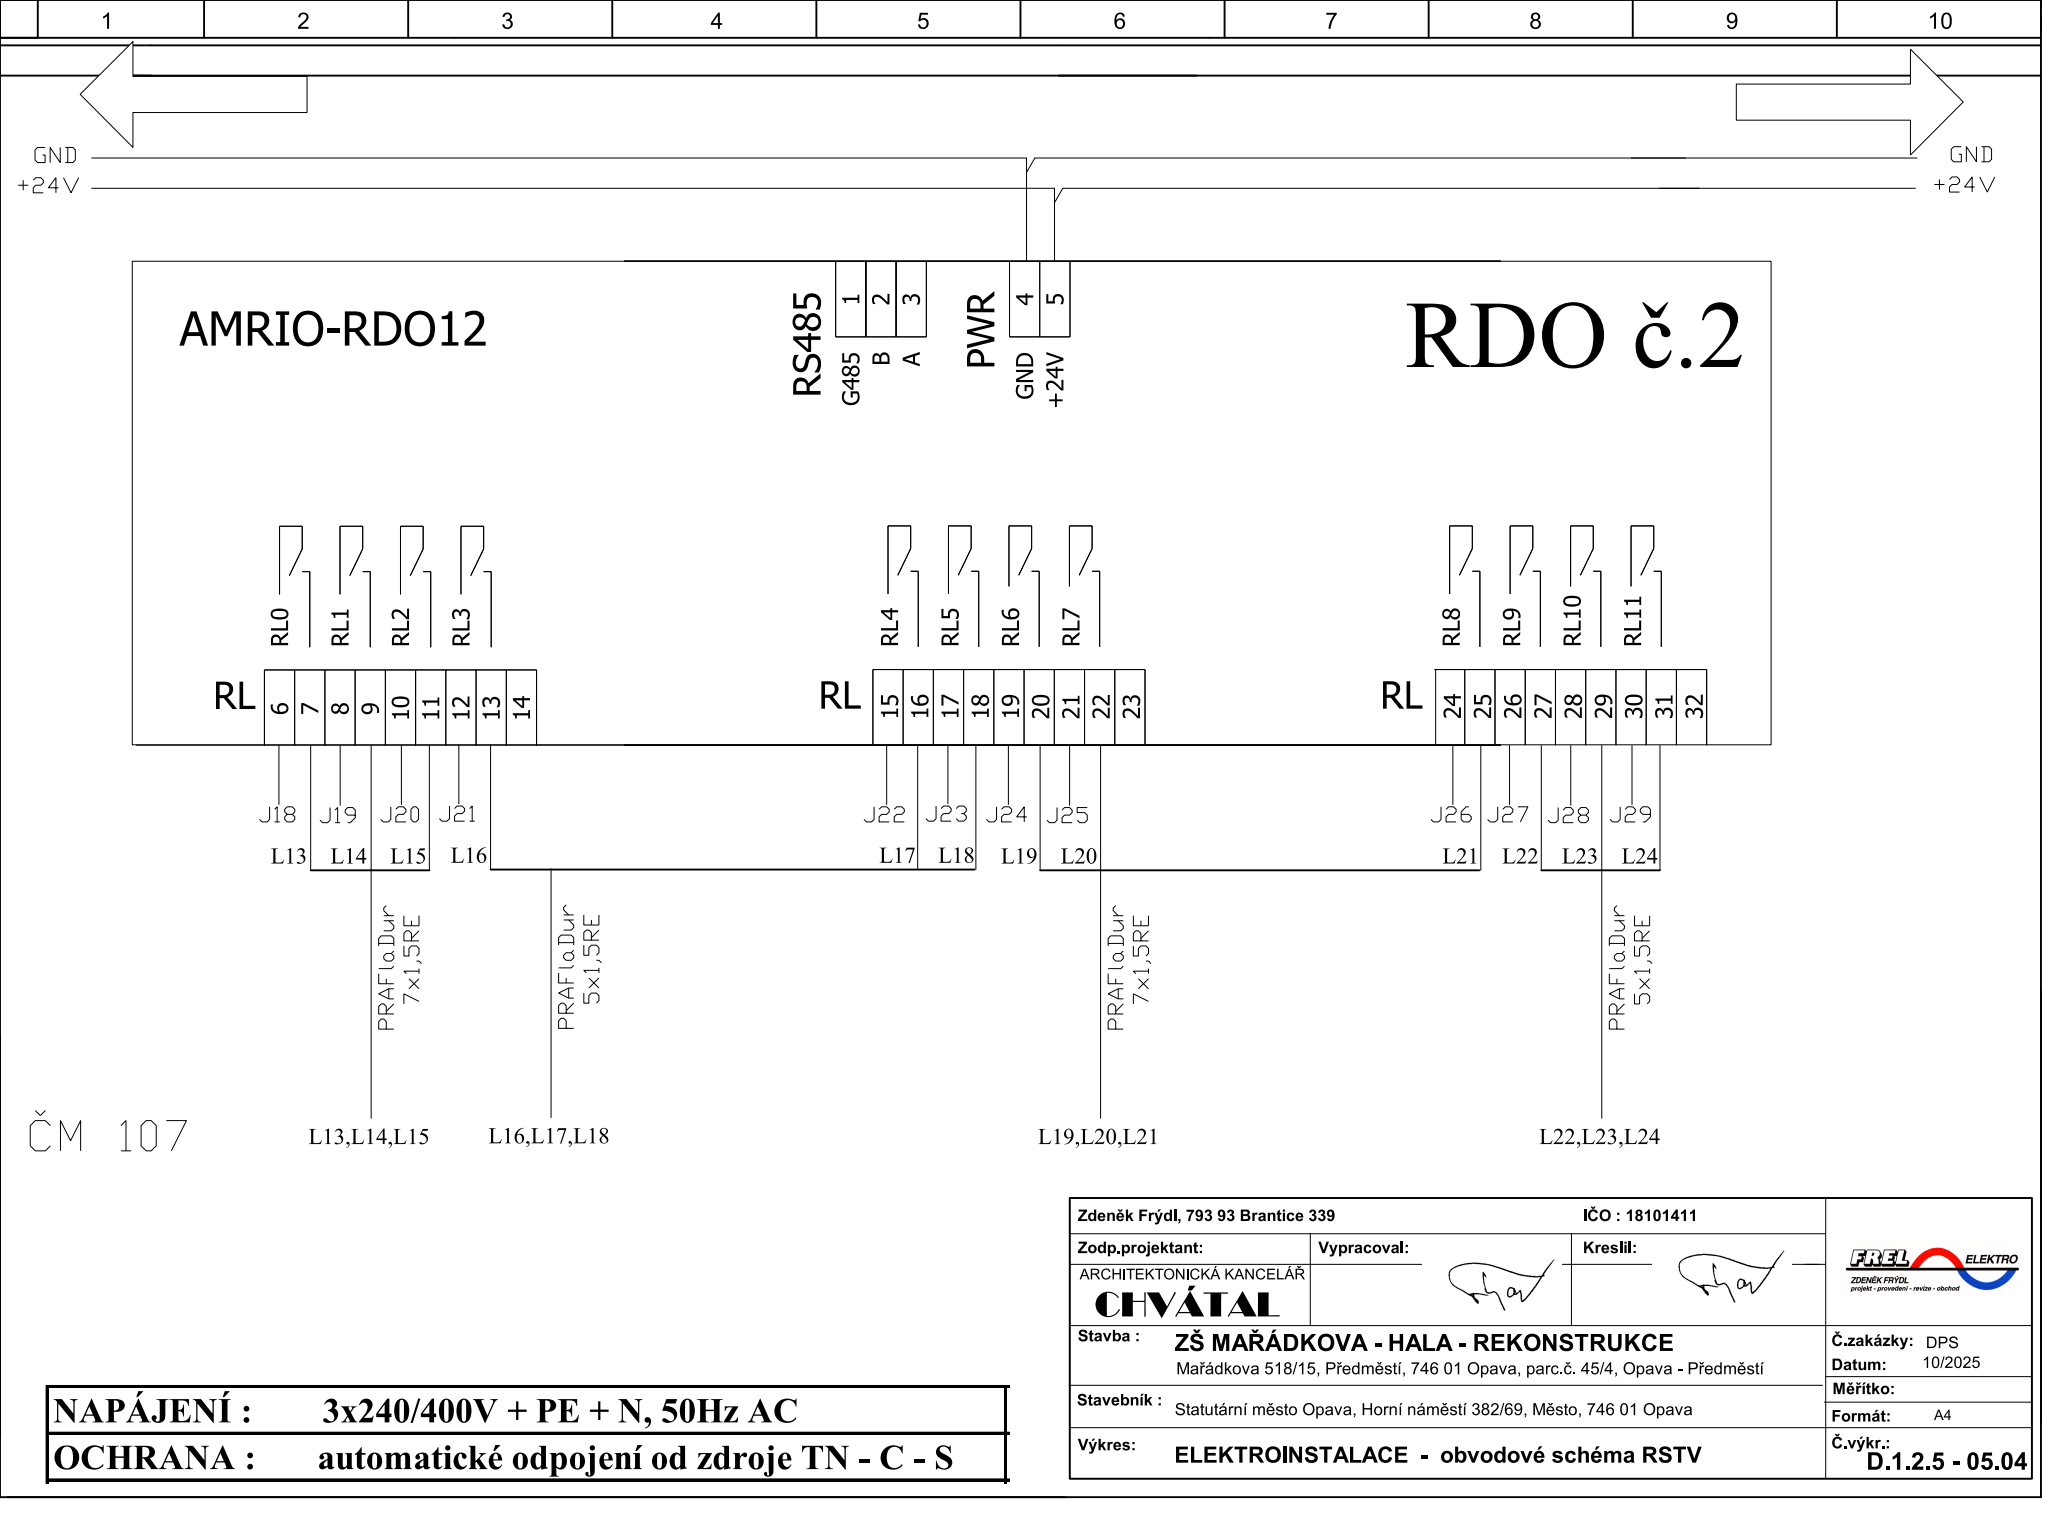 1 2 3 4 5 6 7 8 9 10
GND GND
+24V +24V
AMRIO-RDO12
RS485
1 2 3
G485 B A
PWR
4 5
GND +24V
RDO č.2
RL0 RL1 RL2 RL3 RL4 RL5 RL6 RL7 RL8 RL9 RL10 RL11
RL 6 7 8 9 10 11 12 13 14
RL 15 16 17 18 19 20 21 22 23
RL 24 25 26 27 28 29 30 31 32
J18 J19 J20 J21 J22 J23 J24 J25 J26 J27 J28 J29
L13 L14 L15 L16 L17 L18 L19 L20 L21 L22 L23 L24
PRAFlaDur
7x1,5RE
PRAFlaDur
5x1,5RE
PRAFlaDur
7x1,5RE
PRAFlaDur
5x1,5RE
ČM 107
L13,L14,L15 L16,L17,L18 L19,L20,L21 L22,L23,L24
NAPÁJENÍ : 3x240/400V + PE + N, 50Hz AC
OCHRANA : automatické odpojení od zdroje TN - C - S
Zdeněk Frýdl, 793 93 Brantice 339 IČO : 18101411
Zodp.projektant: Vypracoval: Kreslil:
ARCHITEKTONICKÁ KANCELÁŘ
CHVÁTAL
FREL ELEKTRO
ZDENĚK FRÝDL
projekt - provedení - revize - obchod
Stavba : ZŠ MAŘÁDKOVA - HALA - REKONSTRUKCE
Mařádkova 518/15, Předměstí, 746 01 Opava, parc.č. 45/4, Opava - Předměstí
Stavebník : Statutární město Opava, Horní náměstí 382/69, Město, 746 01 Opava
Výkres: ELEKTROINSTALACE - obvodové schéma RSTV
Č.zakázky: DPS
Datum: 10/2025
Měřítko:
Formát: A4
Č.výkr.:
D.1.2.5 - 05.04